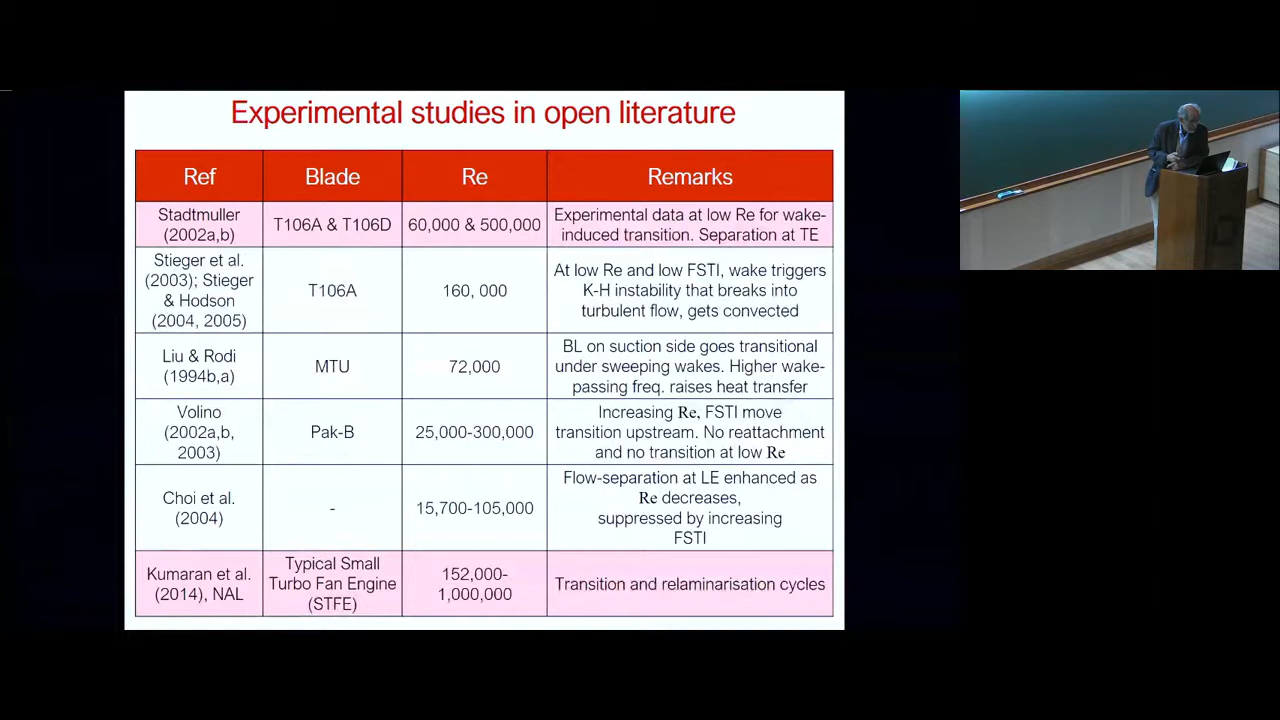 Experimental studies in open literature
Ref Blade Re Remarks
Stadtmuller
(2002a,b)
T106A & T106D
60,000 & 500,000
Experimental data at low Re for wake-
induced transition. Separation at TE
Stieger et al.
(2003); Stieger
& Hodson
(2004, 2005)
T106A
160, 000
At low Re and low FSTI, wake triggers
K-H instability that breaks into
turbulent flow, gets convected
Liu & Rodi
(1994b,a)
MTU
72,000
BL on suction side goes transitional
under sweeping wakes. Higher wake-
passing freq. raises heat transfer
Volino
(2002a,b,
2003)
Pak-B
25,000-300,000
Increasing Re, FSTI move
transition upstream. No reattachment
and no transition at low Re
Choi et al.
(2004)
-
15,700-105,000
Flow-separation at LE enhanced as
Re decreases,
suppressed by increasing
FSTI
Kumaran et al.
(2014), NAL
Typical Small
Turbo Fan Engine
(STFE)
152,000-
1,000,000
Transition and relaminarisation cycles